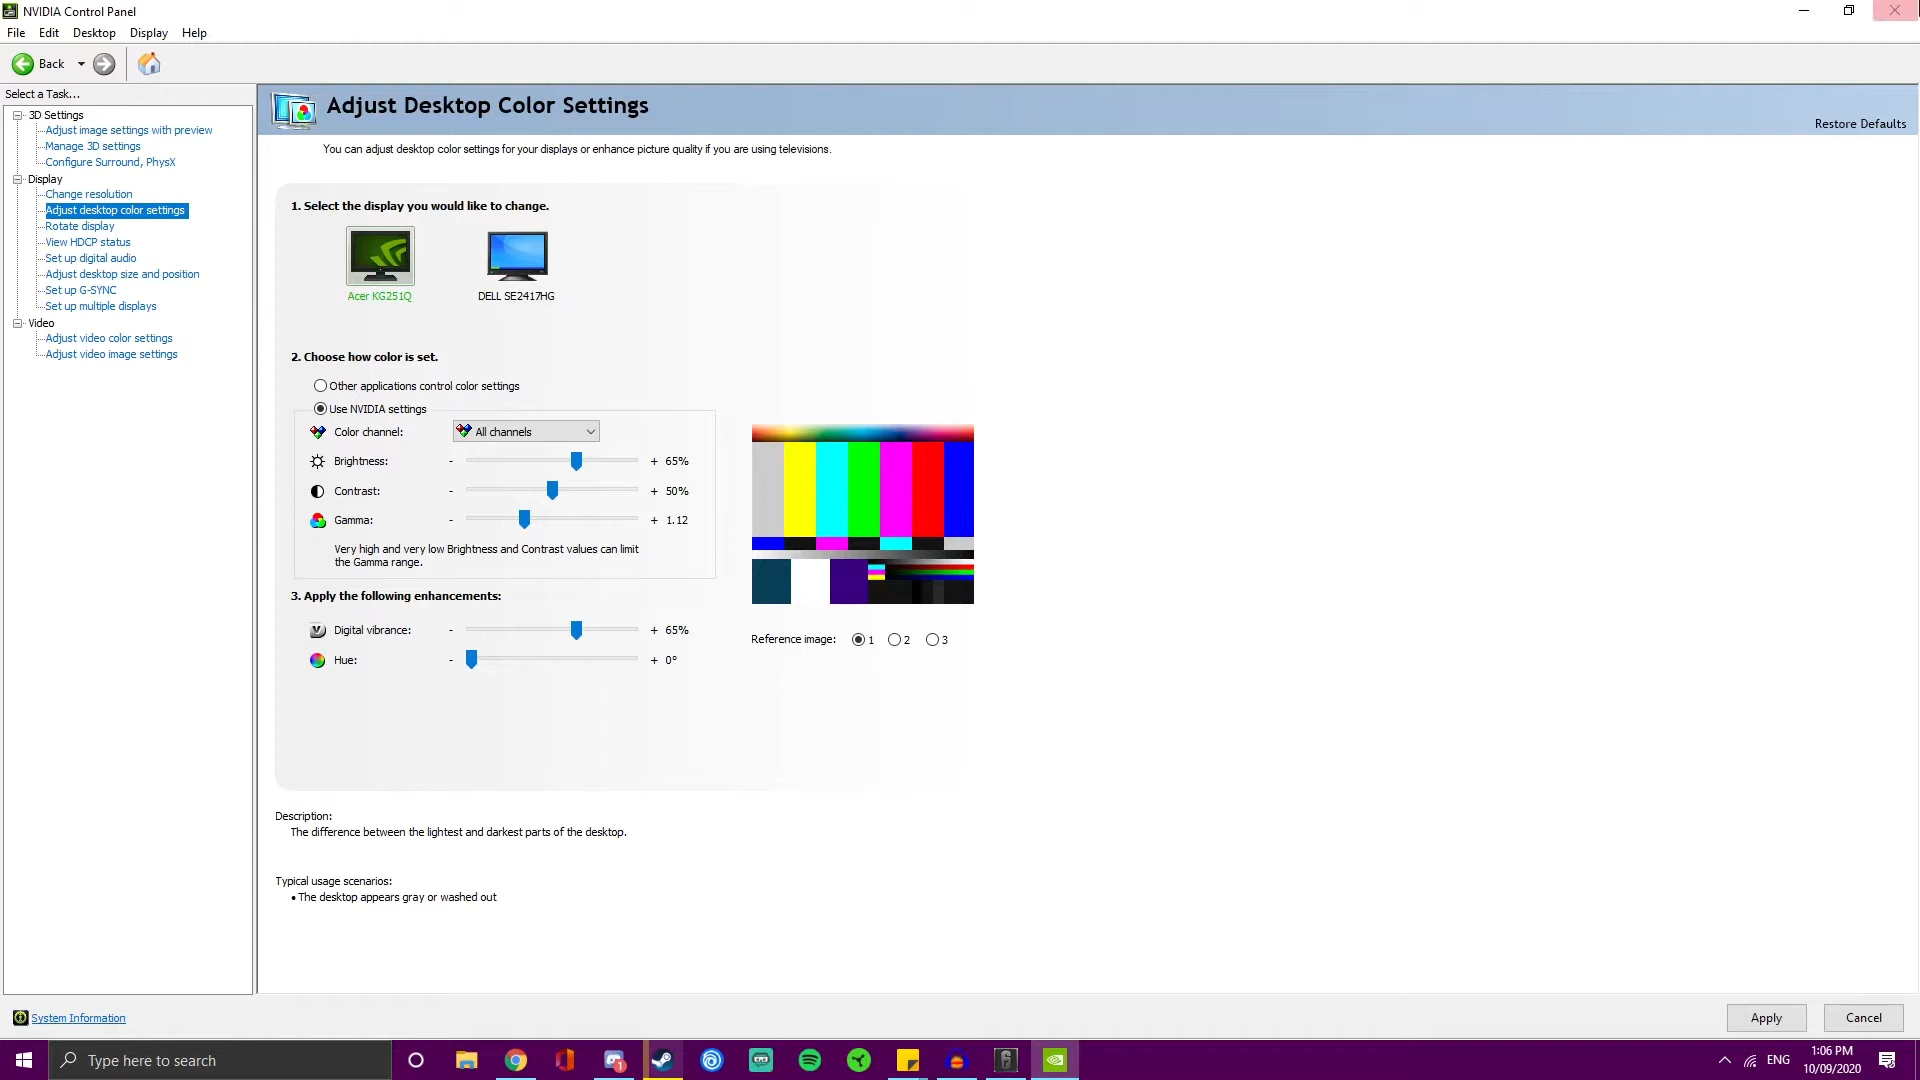 NVIDIA Control Panel
File Edit Desktop Display Help
Back
Select a Task...
3D Settings
Adjust image settings with preview
Manage 3D settings
Configure Surround, PhysX
Display
Change resolution
Adjust desktop color settings
Rotate display
View HDCP status
Set up digital audio
Adjust desktop size and position
Set up G-SYNC
Set up multiple displays
Video
Adjust video color settings
Adjust video image settings
Adjust Desktop Color Settings
Restore Defaults
You can adjust desktop color settings for your displays or enhance picture quality if you are using televisions.
1. Select the display you would like to change.
Acer KG251Q DELL SE2417HG
2. Choose how color is set.
Other applications control color settings
Use NVIDIA settings
Color channel: All channels
Brightness: - + 65%
Contrast: - + 50%
Gamma: - + 1.12
Very high and very low Brightness and Contrast values can limit
the Gamma range.
3. Apply the following enhancements:
Digital vibrance: - + 65%
Hue: - + 0°
Reference image: 1 2 3
Description:
The difference between the lightest and darkest parts of the desktop.
Typical usage scenarios:
• The desktop appears gray or washed out
System Information
Apply Cancel
Type here to search
1
ENG
1:06 PM
10/09/2020